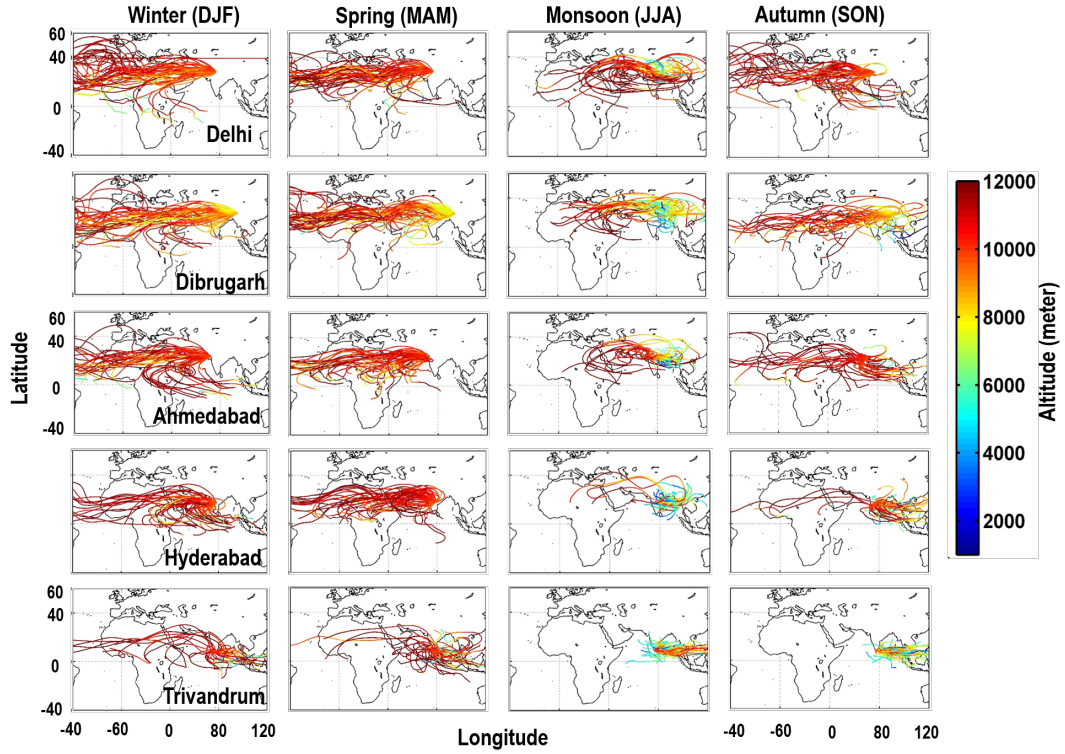 Winter (DJF) Spring (MAM) Monsoon (JJA) Autumn (SON)
60
40
0
-40
Delhi
Dibrugarh
60
40
0
-40
Ahmedabad
Hyderabad
60
40
0
-40
Trivandrum
-40 -60 0 60 120
-40 0 80 120
Latitude
Longitude
12000
10000
8000
6000
4000
2000
Altitude (meter)